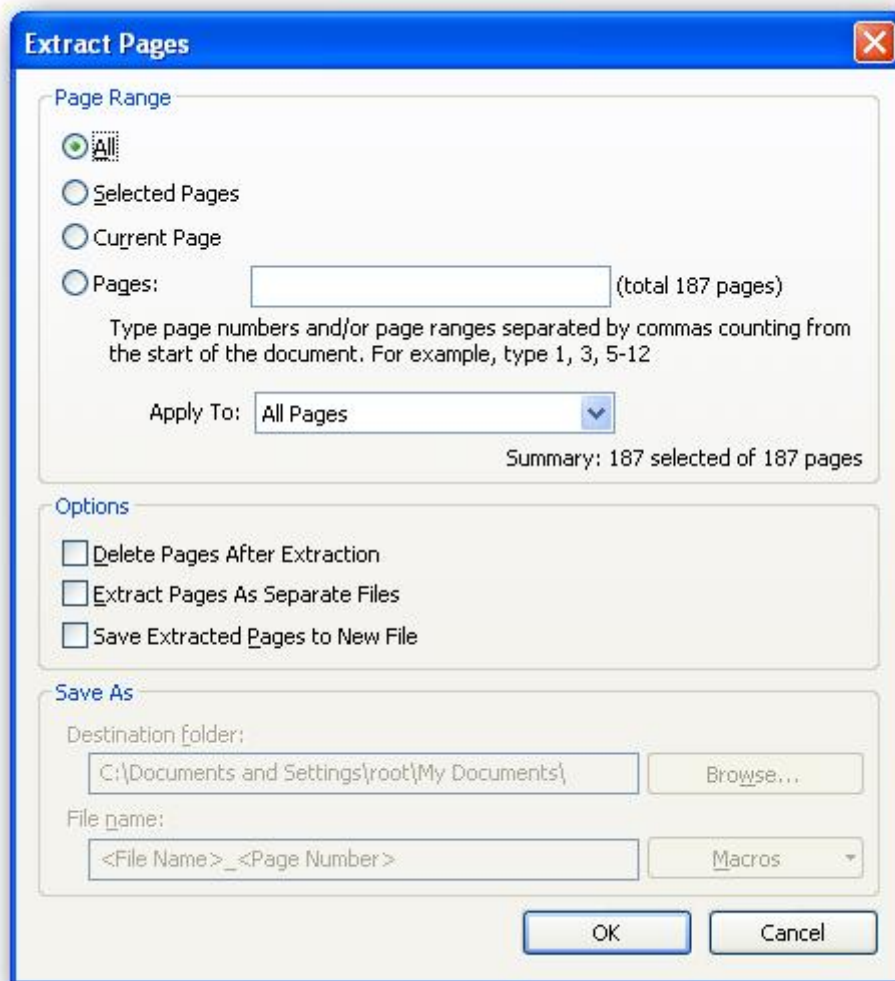 Extract Pages
Page Range
All
Selected Pages
Current Page
Pages: (total 187 pages)
Type page numbers and/or page ranges separated by commas counting from
the start of the document. For example, type 1, 3, 5-12
Apply To: All Pages
Summary: 187 selected of 187 pages
Options
Delete Pages After Extraction
Extract Pages As Separate Files
Save Extracted Pages to New File
Save As
Destination folder:
C:\Documents and Settings\root\My Documents\ Browse...
File name:
<File Name>_<Page Number> Macros
OK Cancel